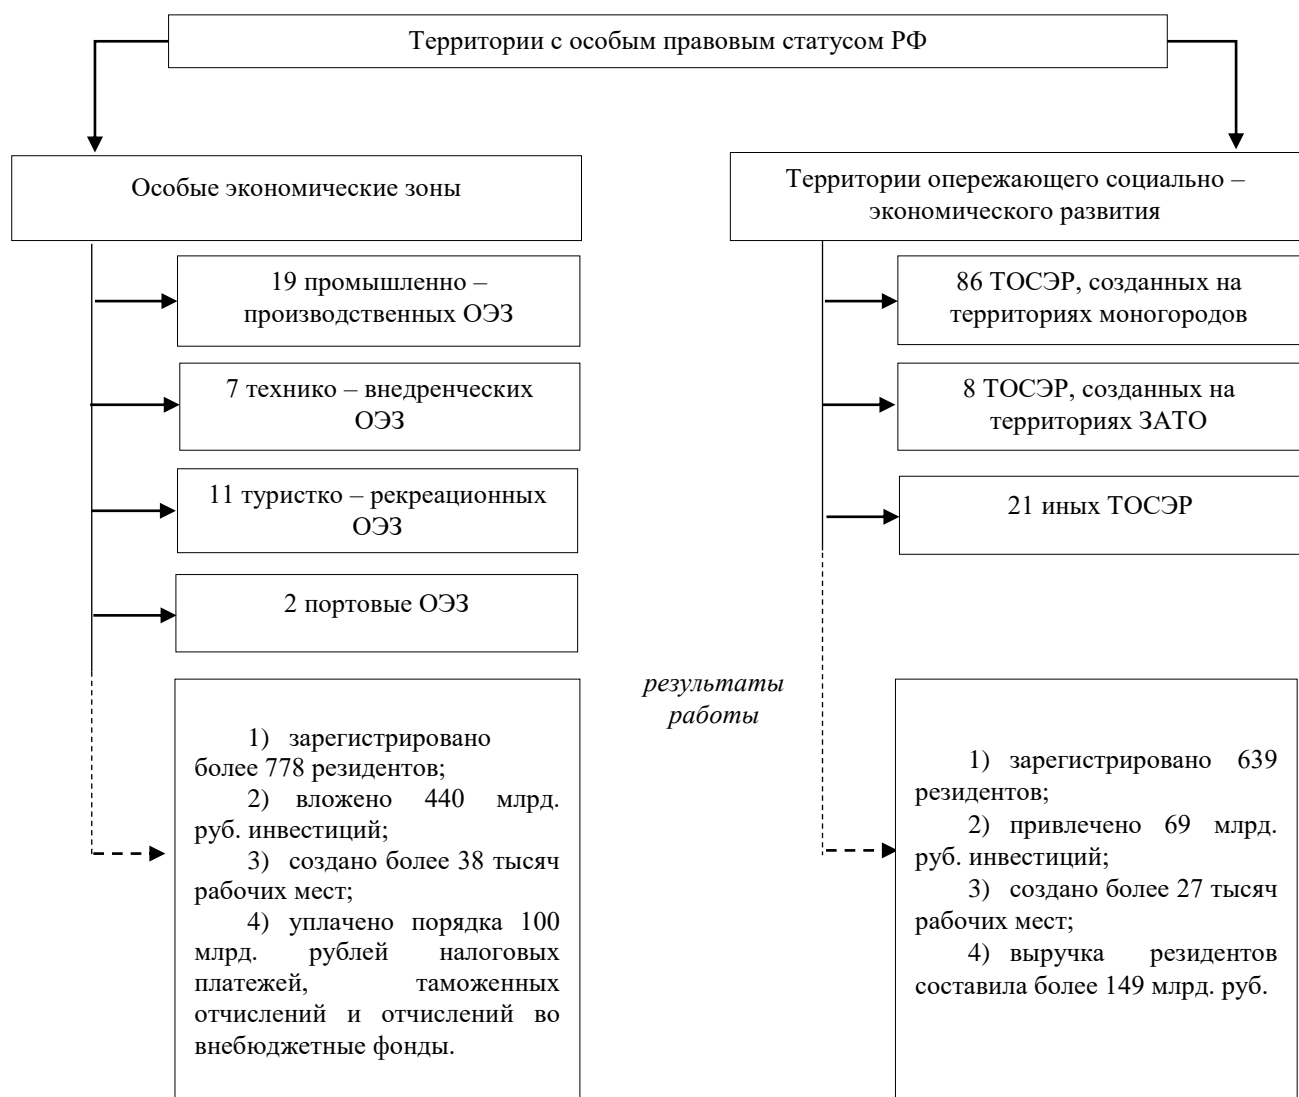 Территории с особым правовым статусом РФ
Особые экономические зоны
19 промышленно –
производственных ОЭЗ
7 технико – внедренческих
ОЭЗ
11 туристко – рекреационных
ОЭЗ
2 портовые ОЭЗ
1) зарегистрировано
более 778 резидентов;
2) вложено 440 млрд.
руб. инвестиций;
3) создано более 38 тысяч
рабочих мест;
4) уплачено порядка 100
млрд. рублей налоговых
платежей, таможенных
отчислений и отчислений во
внебюджетные фонды.
результаты
работы
Территории опережающего социально –
экономического развития
86 ТОСЭР, созданных на
территориях моногородов
8 ТОСЭР, созданных на
территориях ЗАТО
21 иных ТОСЭР
1) зарегистрировано 639
резидентов;
2) привлечено 69 млрд.
руб. инвестиций;
3) создано более 27 тысяч
рабочих мест;
4) выручка резидентов
составила более 149 млрд. руб.